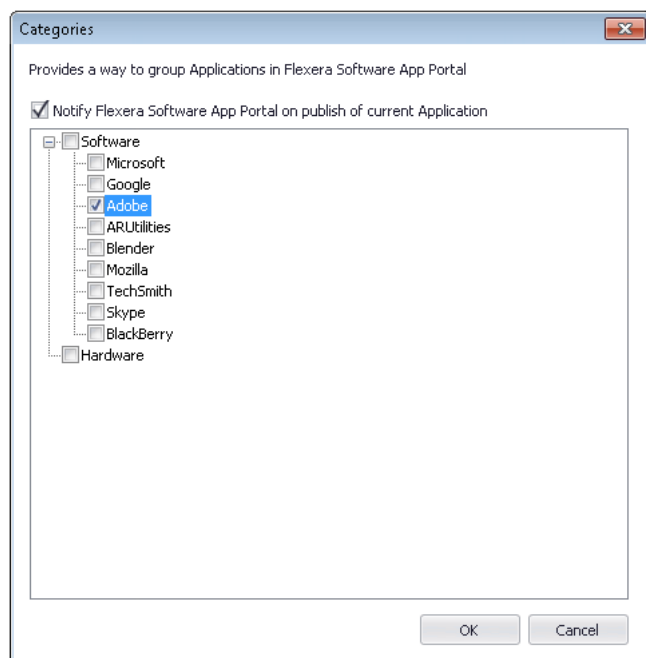 Categories
Provides a way to group Applications in Flexera Software App Portal
Notify Flexera Software App Portal on publish of current Application
Software
Microsoft
Google
Adobe
ARUtilities
Blender
Mozilla
TechSmith
Skype
BlackBerry
Hardware
OK Cancel